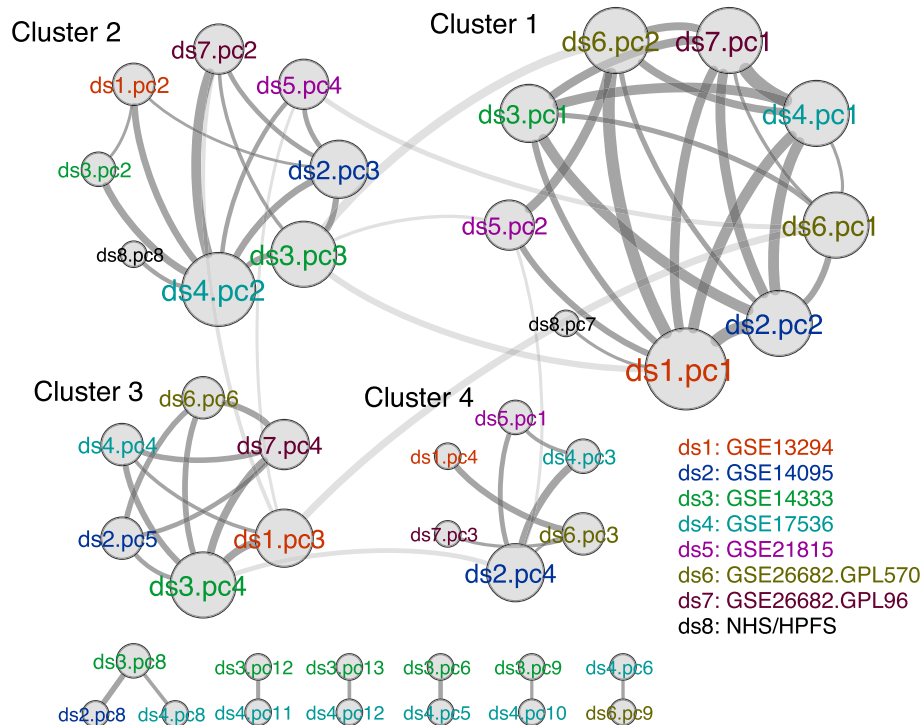 Cluster 2
ds7.pc2
ds1.pc2
ds5.pc4
ds3.pc2
ds2.pc3
ds8.pc8
ds3.pc3
ds4.pc2
Cluster 1
ds6.pc2
ds7.pc1
ds3.pc1
ds4.pc1
ds5.pc2
ds6.pc1
ds8.pc7
ds2.pc2
ds1.pc1
Cluster 3
ds6.pc6
ds4.pc4
ds7.pc4
ds2.pc5
ds1.pc3
ds3.pc4
Cluster 4
ds5.pc1
ds1.pc4
ds4.pc3
ds7.pc3
ds6.pc3
ds2.pc4
ds1: GSE13294
ds2: GSE14095
ds3: GSE14333
ds4: GSE17536
ds5: GSE21815
ds6: GSE26682.GPL570
ds7: GSE26682.GPL96
ds8: NHS/HPFS
ds3.pc8
ds2.pc8
ds4.pc8
ds3.pc12
ds4.pc11
ds3.pc13
ds4.pc12
ds3.pc6
ds4.pc5
ds3.pc9
ds4.pc10
ds4.pc6
ds6.pc9